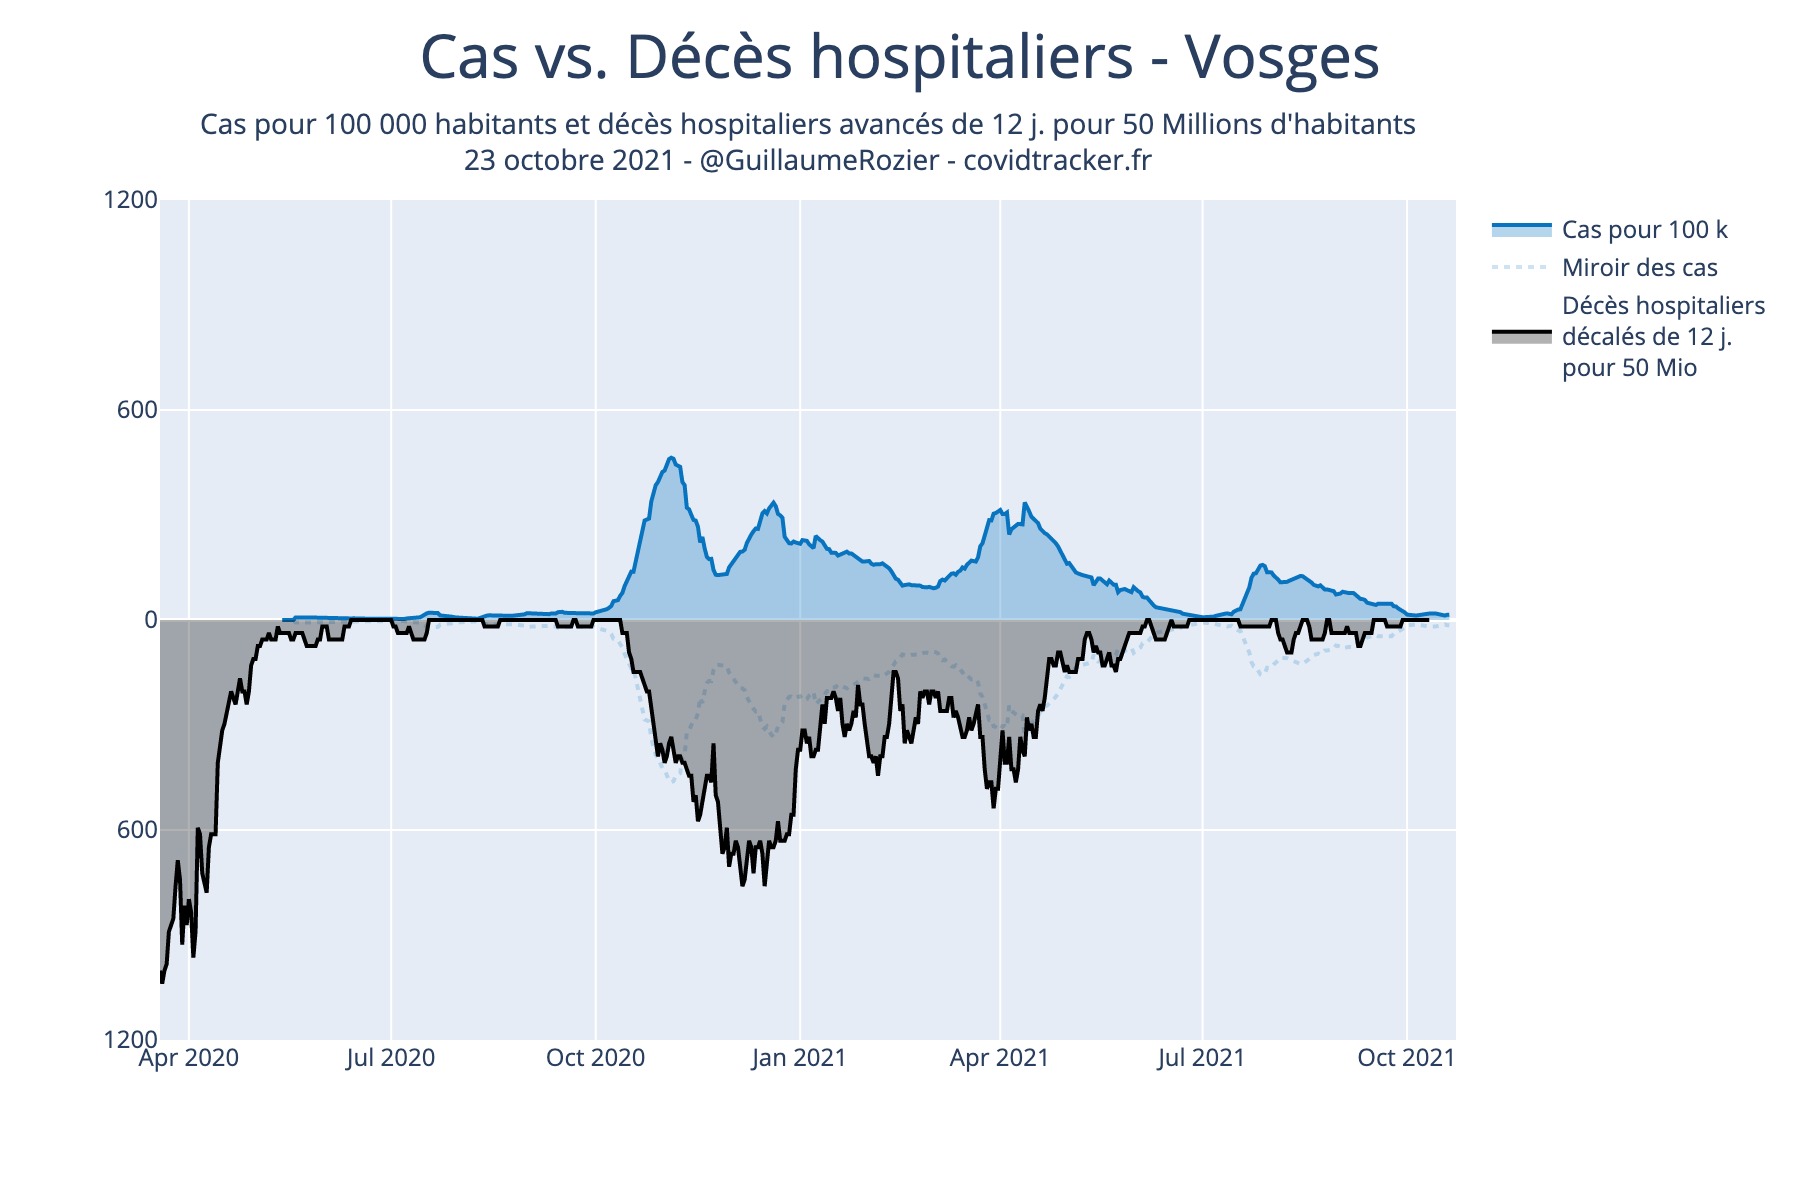 Cas vs. Décès hospitaliers - Vosges
Cas pour 100 000 habitants et décès hospitaliers avancés de 12 j. pour 50 Millions d'habitants
23 octobre 2021 - @GuillaumeRozier - covidtracker.fr
1200
600
0
600
1200
Apr 2020
Jul 2020
Oct 2020
Jan 2021
Apr 2021
Jul 2021
Oct 2021
Cas pour 100 k
Miroir des cas
Décès hospitaliers
décalés de 12 j.
pour 50 Mio